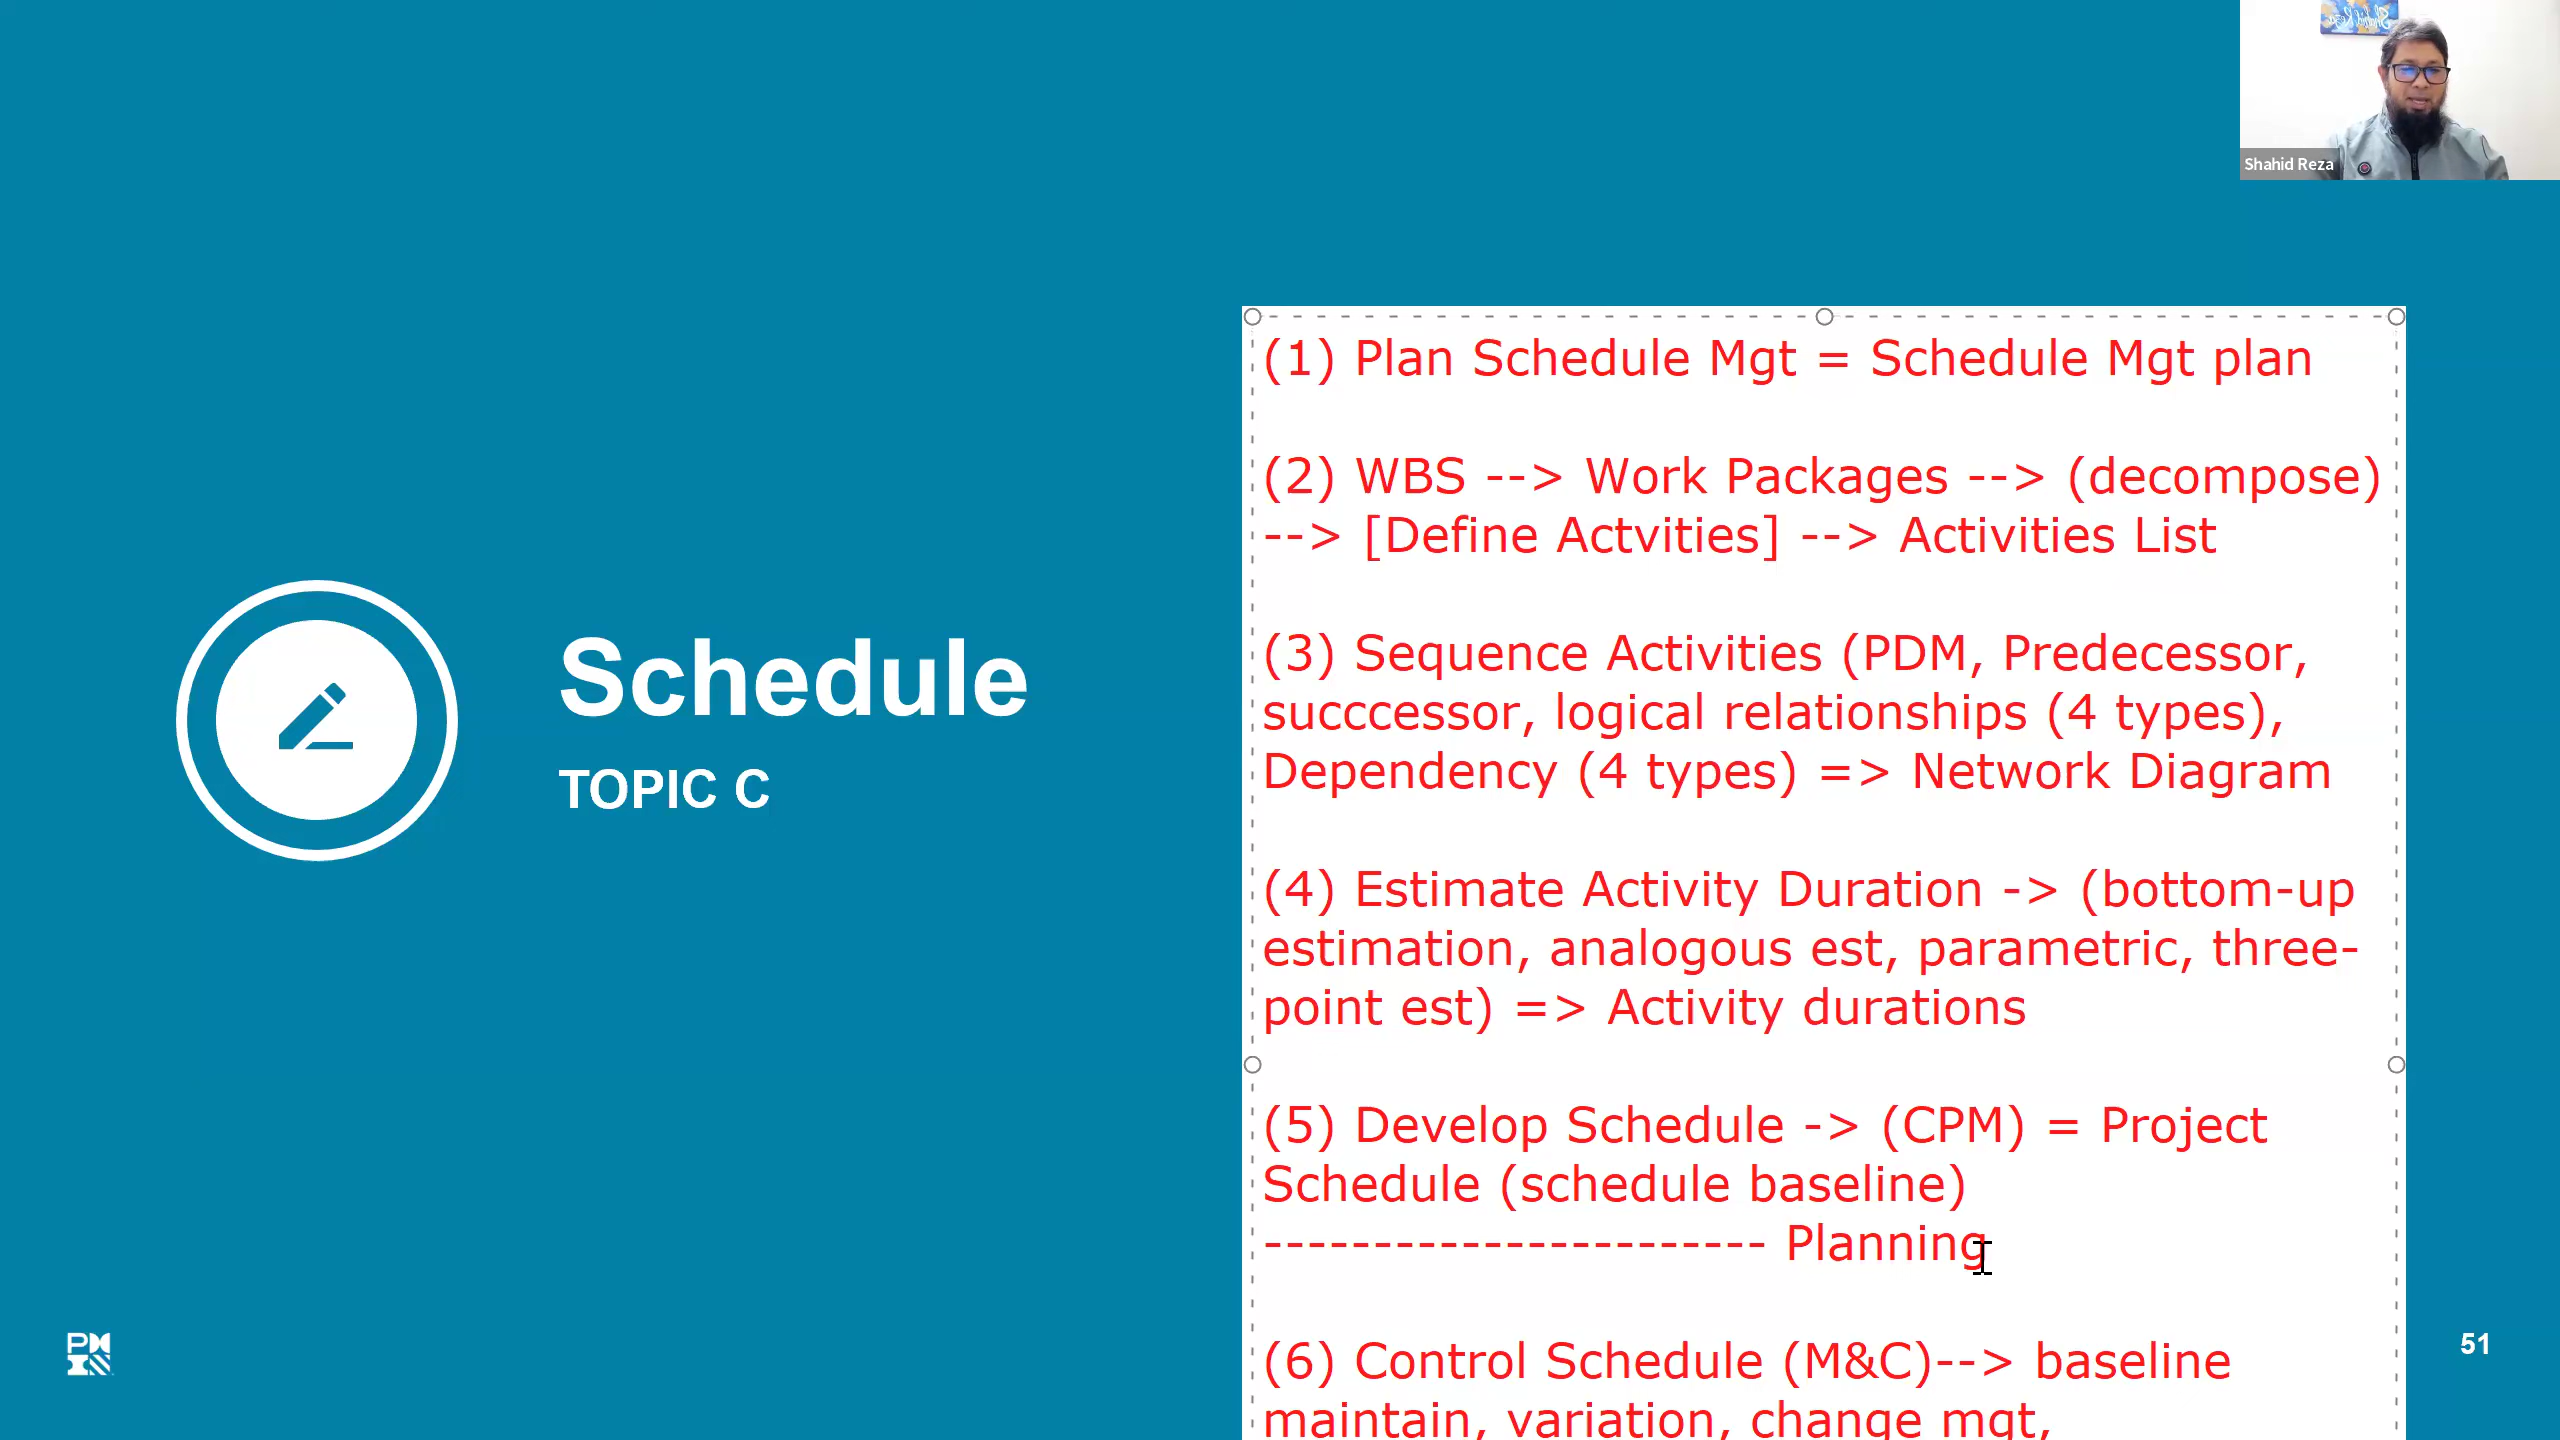 Shahid Reza
Schedule
TOPIC C
(1) Plan Schedule Mgt = Schedule Mgt plan
(2) WBS --> Work Packages --> (decompose)
--> [Define Actvities] --> Activities List
(3) Sequence Activities (PDM, Predecessor,
succcessor, logical relationships (4 types),
Dependency (4 types) => Network Diagram
(4) Estimate Activity Duration -> (bottom-up
estimation, analogous est, parametric, three-
point est) => Activity durations
(5) Develop Schedule -> (CPM) = Project
Schedule (schedule baseline)
----------------------- Planning
(6) Control Schedule (M&C)--> baseline
maintain, variation, change mgt,
51